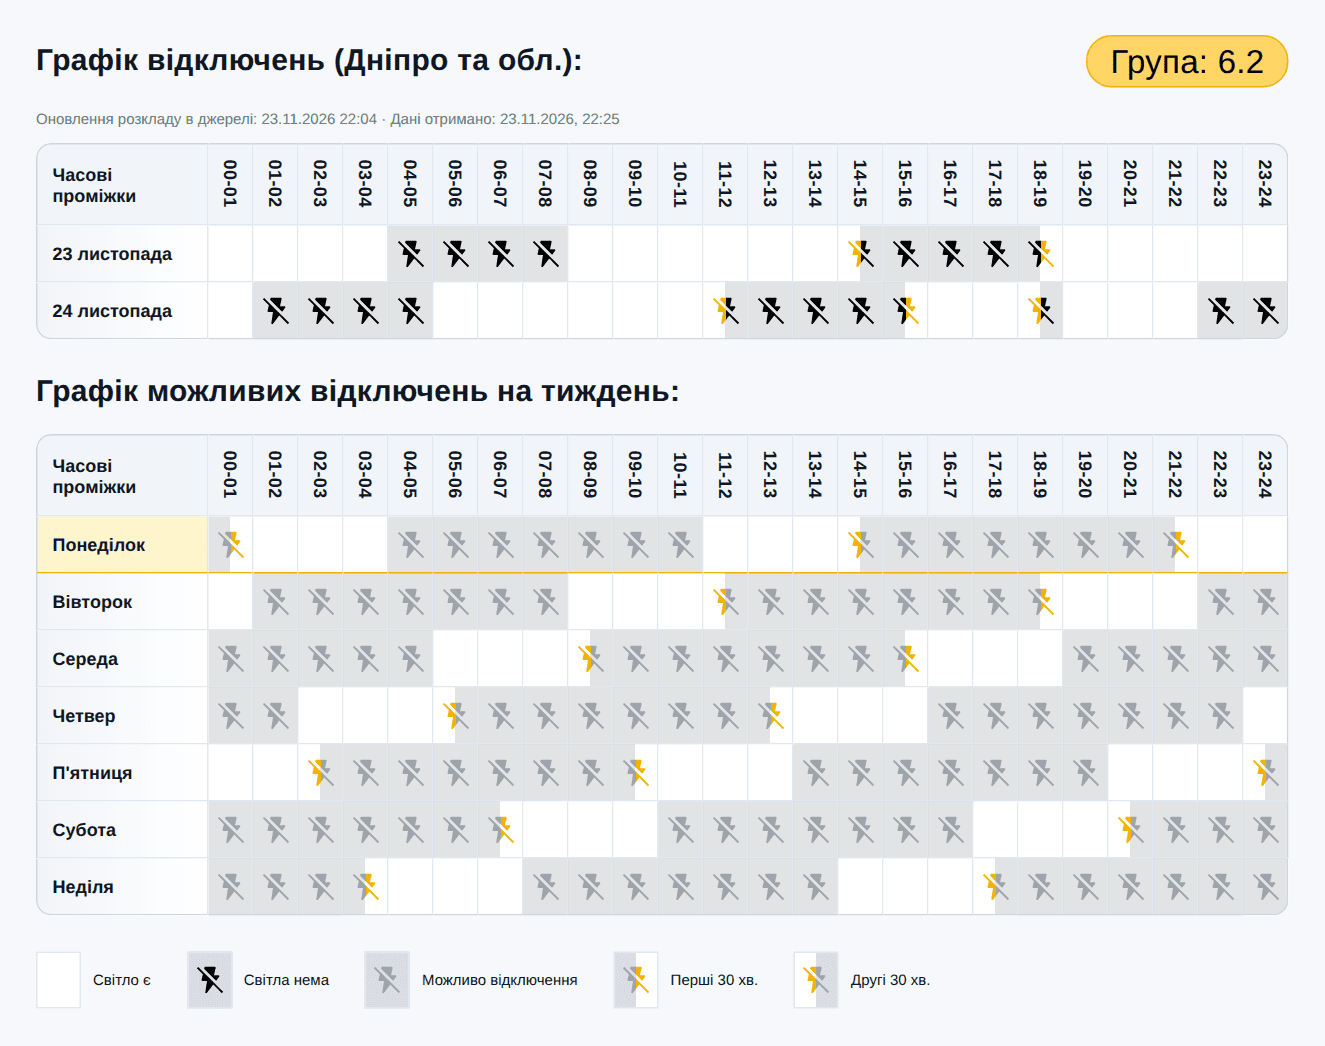 Графік відключень (Дніпро та обл.):
Група: 6.2
Оновлення розкладу в джерелі: 23.11.2026 22:04 · Дані отримано: 23.11.2026, 22:25
Часові проміжки 00-01 01-02 02-03 03-04 04-05 05-06 06-07 07-08 08-09 09-10 10-11 11-12 12-13 13-14 14-15 15-16 16-17 17-18 18-19 19-20 20-21 21-22 22-23 23-24
23 листопада
24 листопада
Графік можливих відключень на тиждень:
Часові проміжки 00-01 01-02 02-03 03-04 04-05 05-06 06-07 07-08 08-09 09-10 10-11 11-12 12-13 13-14 14-15 15-16 16-17 17-18 18-19 19-20 20-21 21-22 22-23 23-24
Понеділок
Вівторок
Середа
Четвер
П'ятниця
Субота
Неділя
Світло є Світла нема Можливо відключення Перші 30 хв. Другі 30 хв.